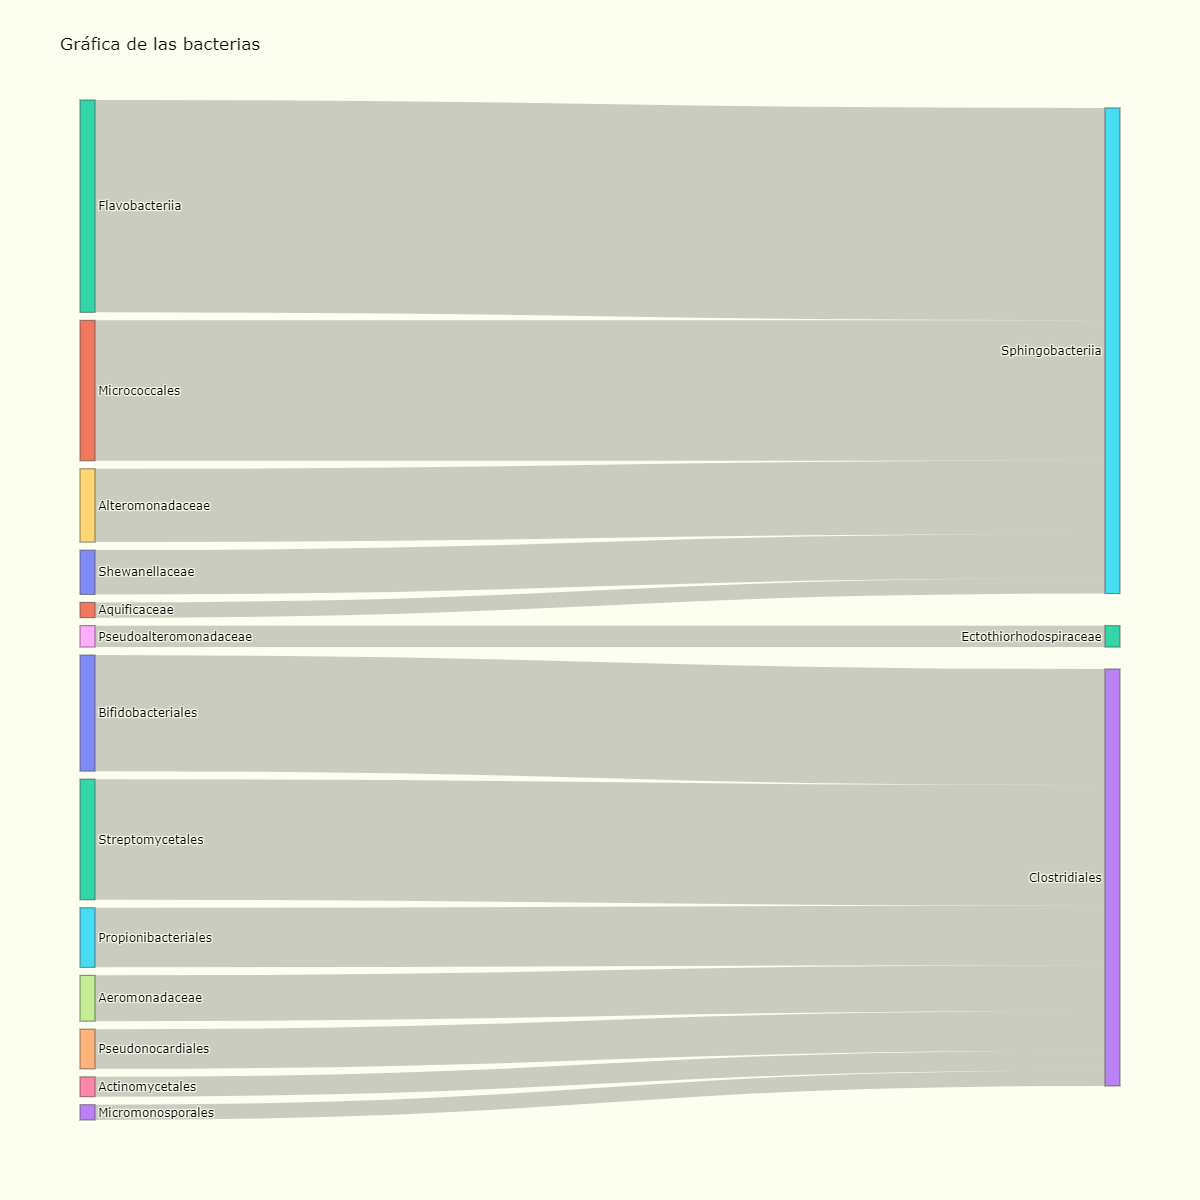 Gráfica de las bacterias
Flavobacteriia
Sphingobacteriia
Micrococcales
Alteromonadaceae
Shewanellaceae
Aquificaceae
Pseudoalteromonadaceae
Ectothiorhodospiraceae
Bifidobacteriales
Streptomycetales
Clostridiales
Propionibacteriales
Aeromonadaceae
Pseudonocardiales
Actinomycetales
Micromonosporales